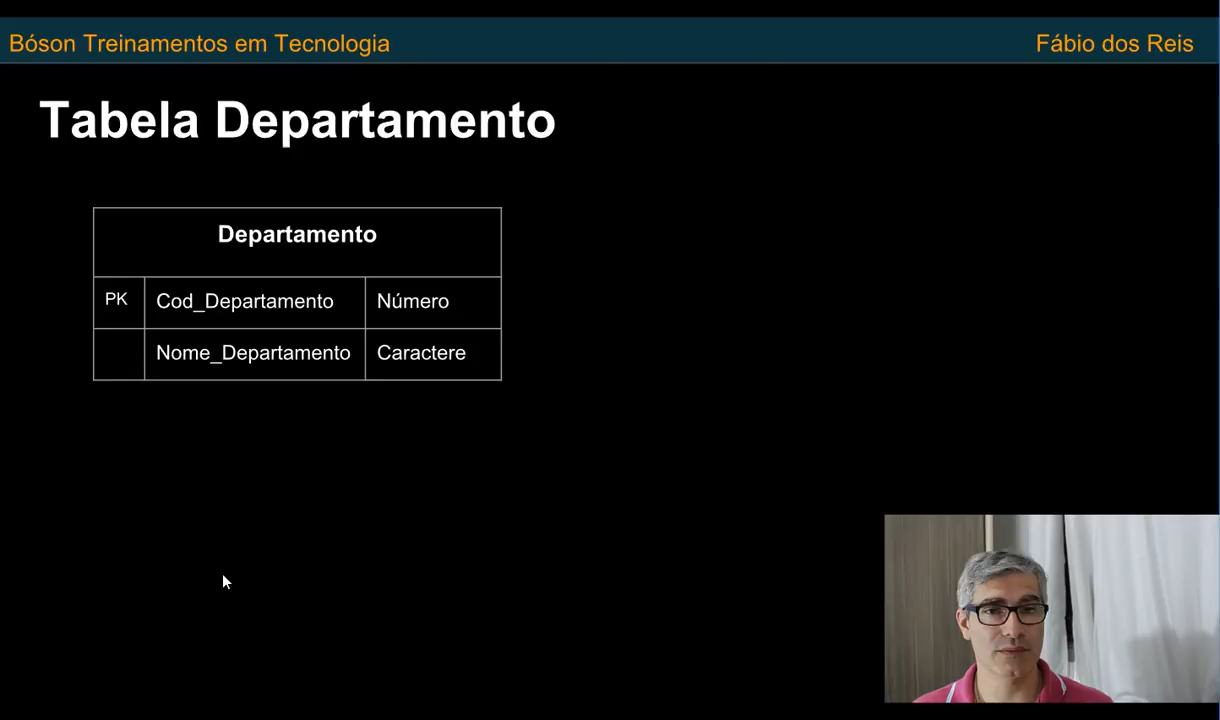 Bóson Treinamentos em Tecnologia
Fábio dos Reis
Tabela Departamento
Departamento
PK Cod_Departamento Número
Nome_Departamento Caractere